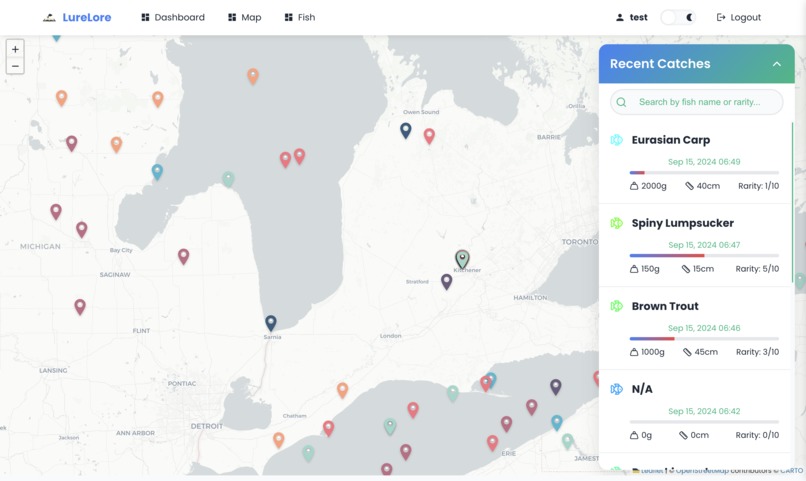 LureLore
Dashboard
Map
Fish
test
Logout
+
−
Recent Catches
Search by fish name or rarity...
Eurasian Carp
Sep 15, 2024 06:49
2000g 40cm Rarity: 1/10
Spiny Lumpsucker
Sep 15, 2024 06:47
150g 15cm Rarity: 5/10
Brown Trout
Sep 15, 2024 06:46
1000g 45cm Rarity: 3/10
N/A
Sep 15, 2024 06:42
0g 0cm Rarity: 0/10
Owen Sound
Orillia
BARRIE
MICHIGAN
Bay City
SAGINAW
TORONTO
Kitchener
Stratford
HAMILTON
FLINT
Sarnia
London
LANSING
PONTIAC
Chatham
DETROIT
ANN ARBOR
Jackson
ek
ERIE
JAMEST
Leaflet | © OpenStreetMap contributors © CARTO